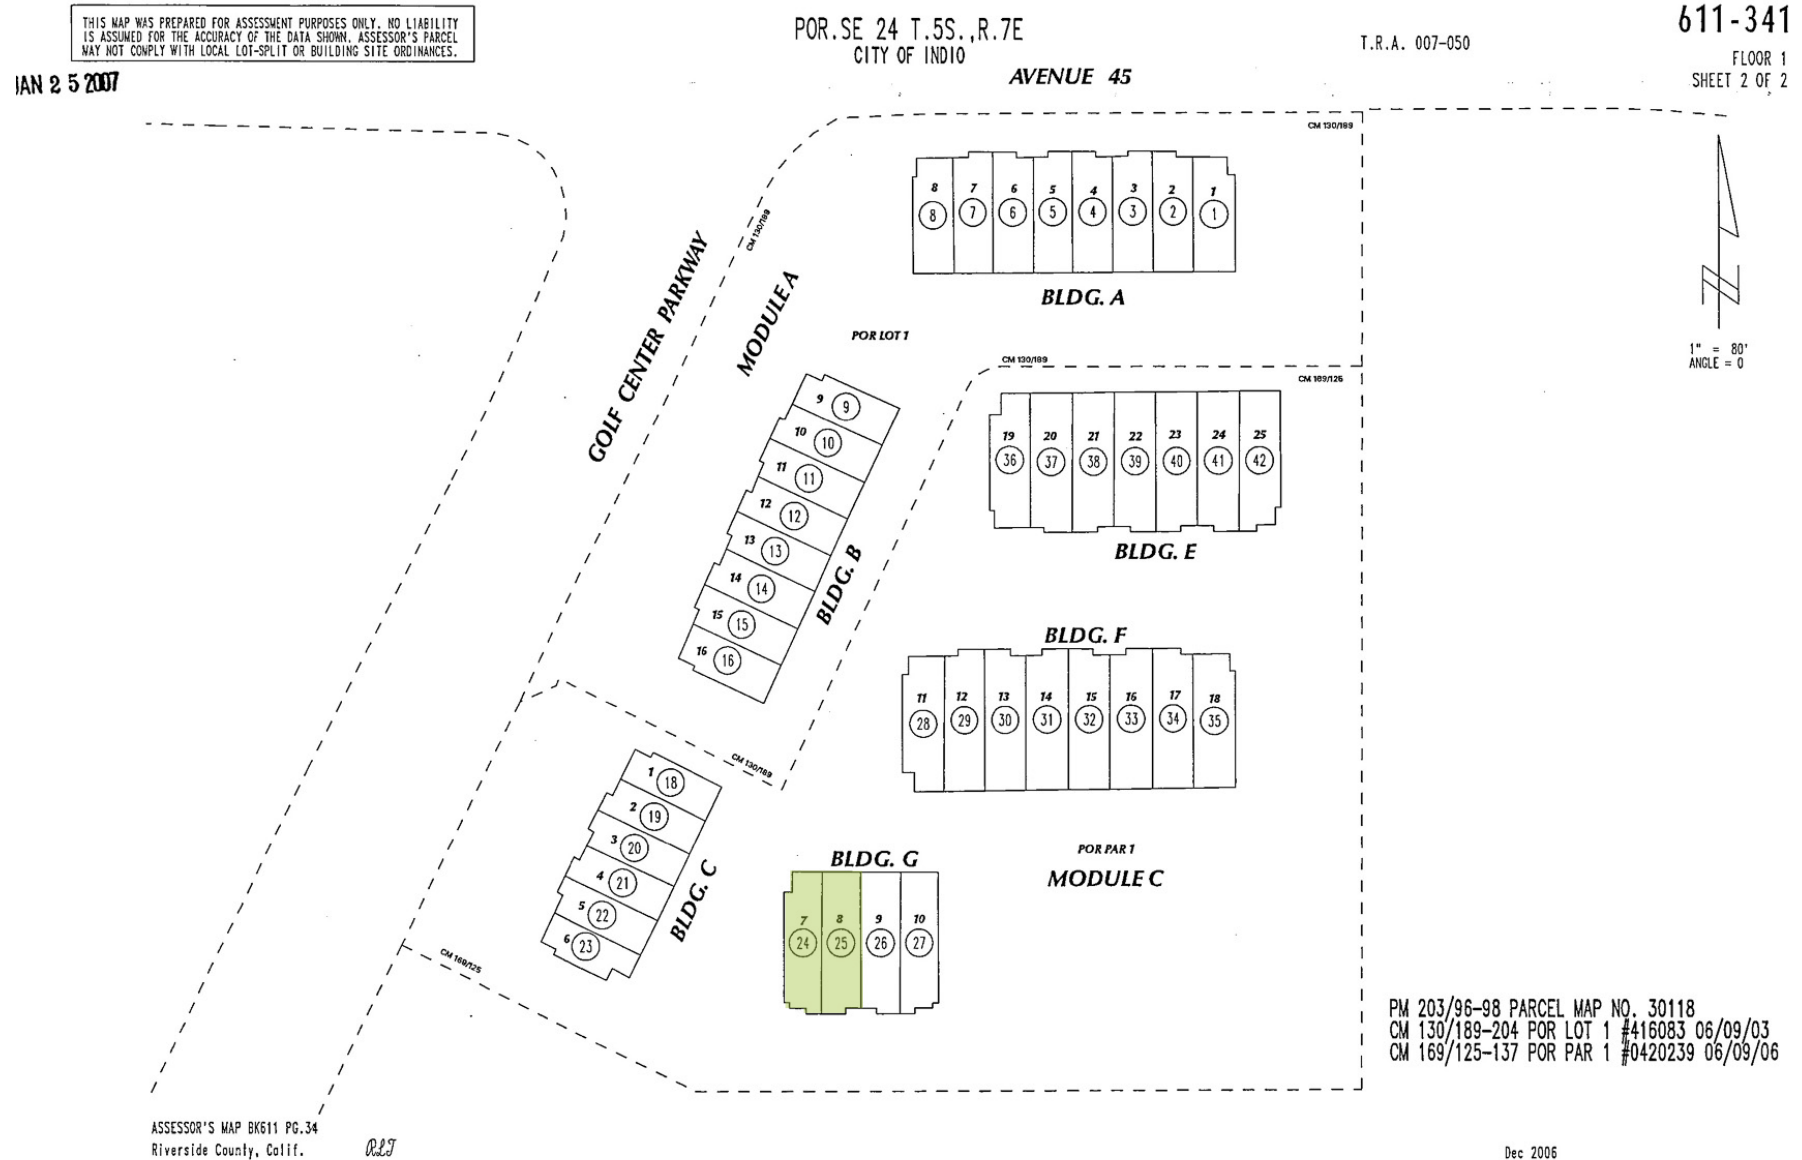 THIS MAP WAS PREPARED FOR ASSESSMENT PURPOSES ONLY. NO LIABILITY
IS ASSUMED FOR THE ACCURACY OF THE DATA SHOWN. ASSESSOR'S PARCEL
MAY NOT COMPLY WITH LOCAL LOT-SPLIT OR BUILDING SITE ORDINANCES.
JAN 25 2007
POR. SE 24 T.5S.,R.7E
CITY OF INDIO
T.R.A. 007-050
611-341
FLOOR 1
SHEET 2 OF 2
AVENUE 45
CM 130/189
8 7 6 5 4 3 2 1
8 7 6 5 4 3 2 1
BLDG. A
CM 130/189
GOLF CENTER PARKWAY
MODULE A
POR LOT 1
1" = 80'
ANGLE = 0
CM 130/189
CM 169/125
9 9
10 10
11 11
12 12
13 13
14 14
15 15
16 16
BLDG. B
19 20 21 22 23 24 25
36 37 38 39 40 41 42
BLDG. E
BLDG. F
11 12 13 14 15 16 17 18
28 29 30 31 32 33 34 35
CM 130/189
1 18
2 19
3 20
4 21
5 22
6 23
BLDG. C
CM 169/125
BLDG. G
7 8 9 10
24 25 26 27
POR PAR 1
MODULE C
PM 203/96-98 PARCEL MAP NO. 30118
CM 130/189-204 POR LOT 1 #416083 06/09/03
CM 169/125-137 POR PAR 1 #0420239 06/09/06
ASSESSOR'S MAP BK611 PG.34
Riverside County, Calif.
RLT
Dec 2006